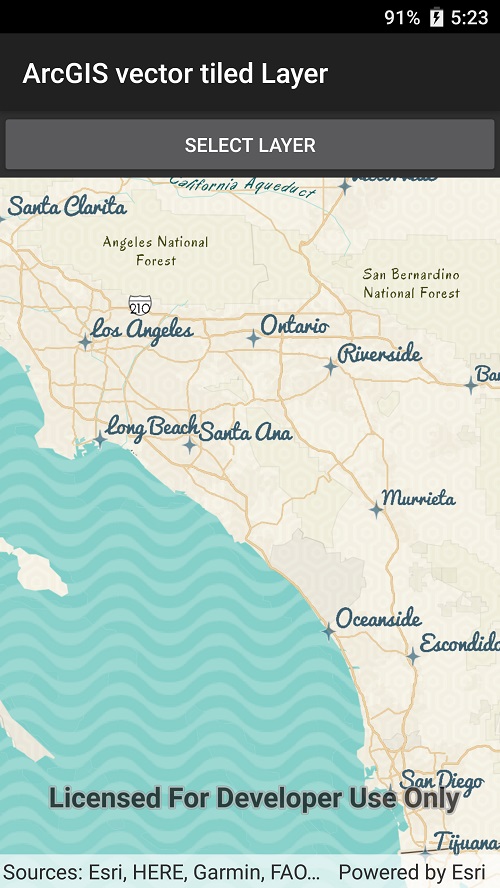 91% 5:23
ArcGIS vector tiled Layer
SELECT LAYER
California Aqueduct
Santa Clarita
Angeles National
Forest
San Bernardino
National Forest
210
Los Angeles
Ontario
Riverside
Ban
Long Beach
Santa Ana
Murrieta
Oceanside
Escondido
San Diego
Licensed For Developer Use Only
Tijuana
Sources: Esri, HERE, Garmin, FAO…
Powered by Esri